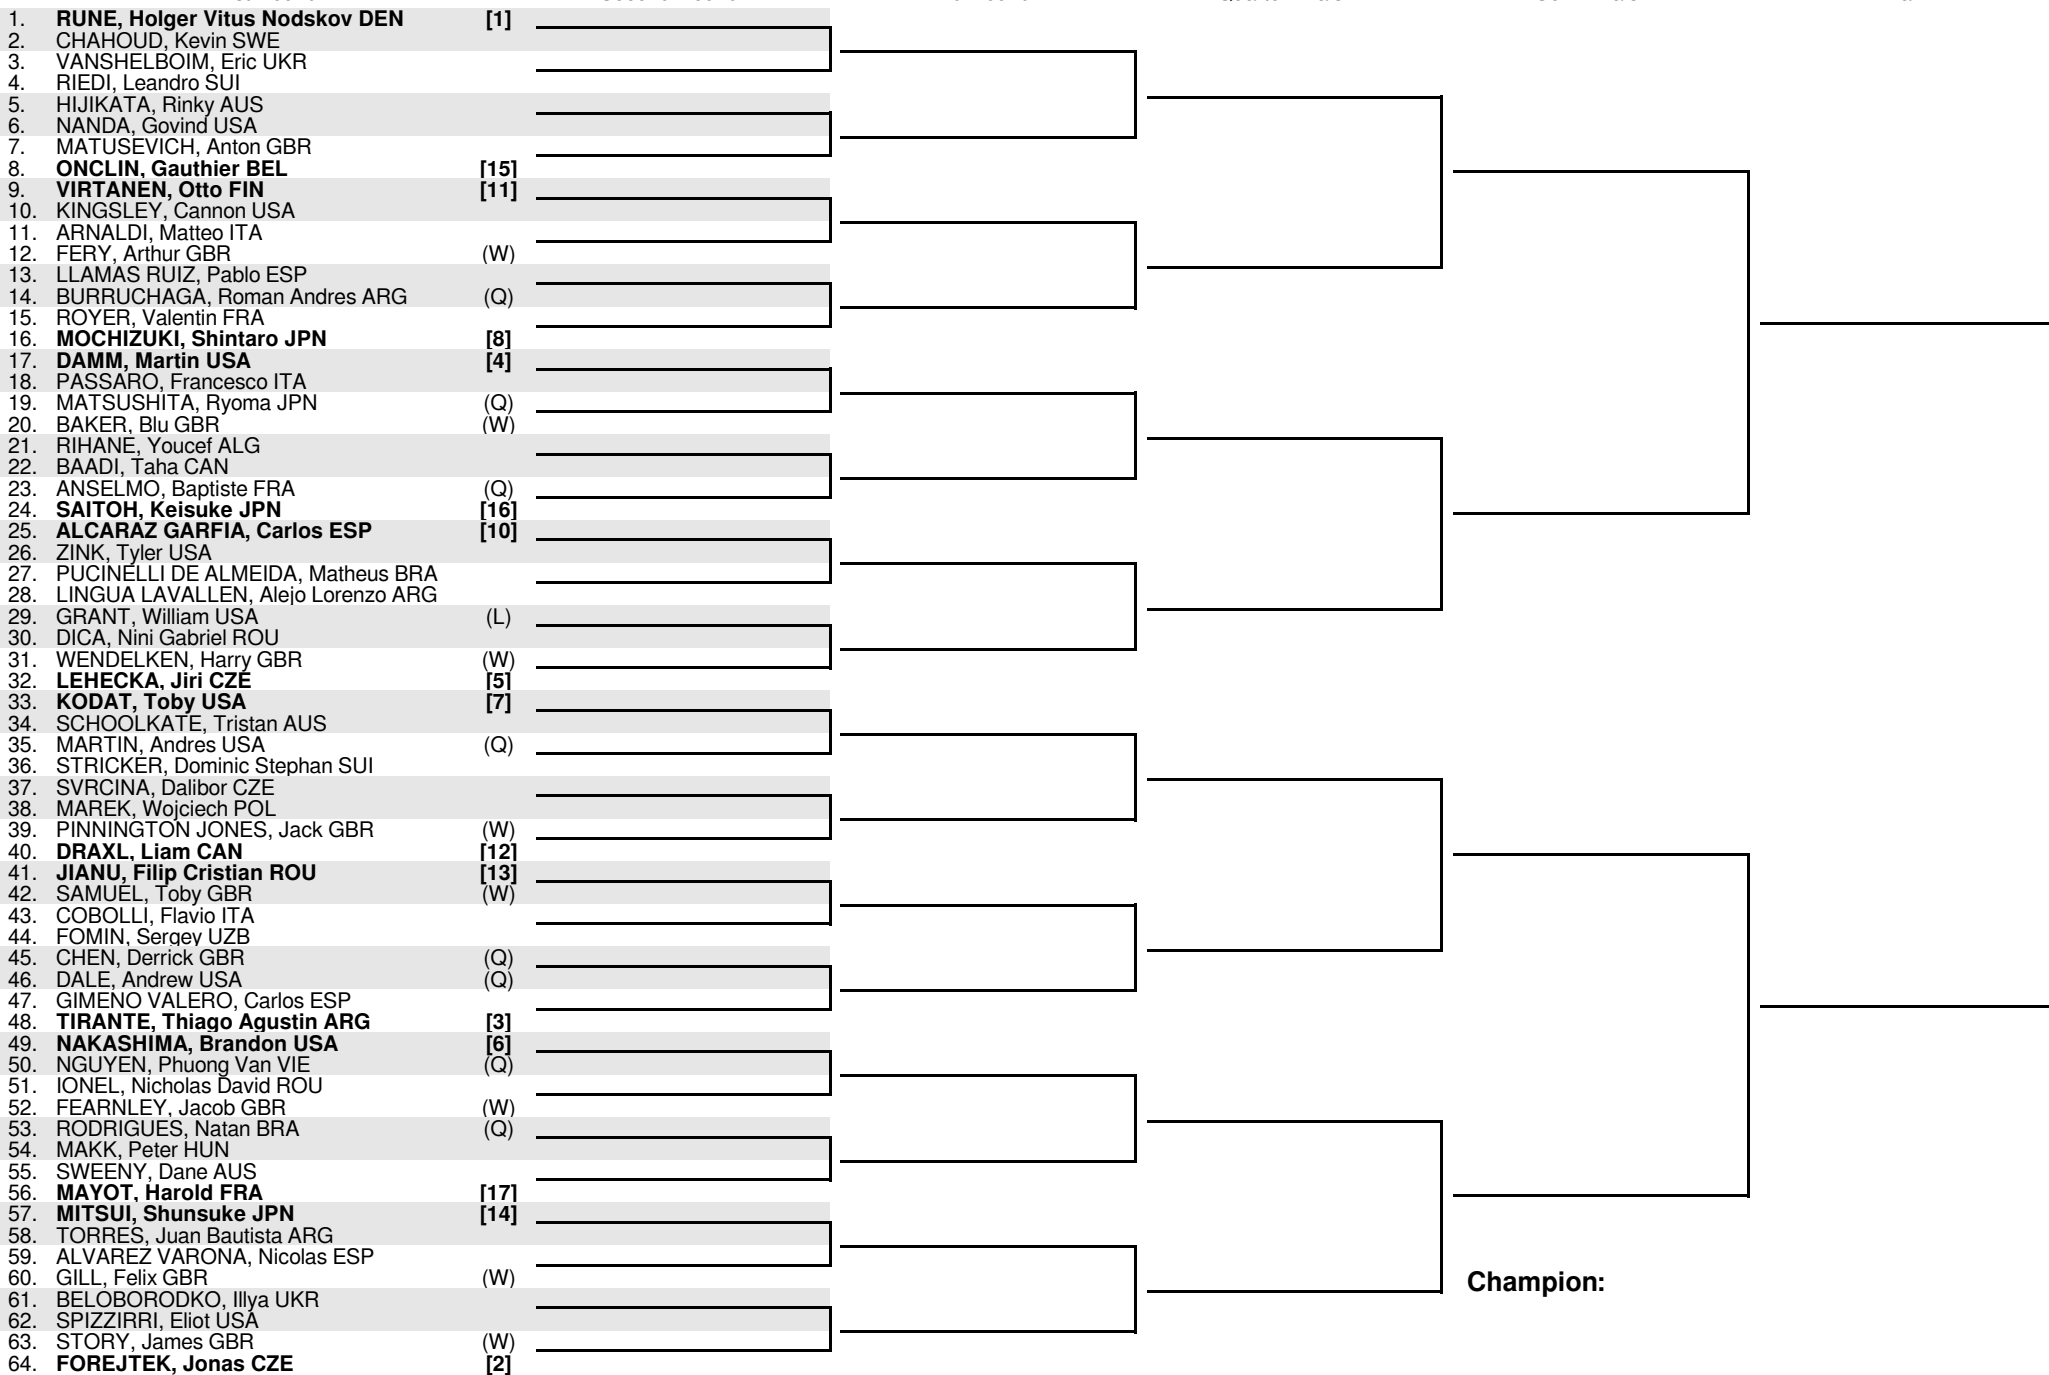 1. RUNE, Holger Vitus Nodskov DEN [1]
2. CHAHOUD, Kevin SWE
3. VANSHELBOIM, Eric UKR
4. RIEDI, Leandro SUI
5. HIJIKATA, Rinky AUS
6. NANDA, Govind USA
7. MATUSEVICH, Anton GBR
8. ONCLIN, Gauthier BEL [15]
9. VIRTANEN, Otto FIN [11]
10. KINGSLEY, Cannon USA
11. ARNALDI, Matteo ITA
12. FERY, Arthur GBR (W)
13. LLAMAS RUIZ, Pablo ESP
14. BURRUCHAGA, Roman Andres ARG (Q)
15. ROYER, Valentin FRA
16. MOCHIZUKI, Shintaro JPN [8]
17. DAMM, Martin USA [4]
18. PASSARO, Francesco ITA
19. MATSUSHITA, Ryoma JPN (Q)
20. BAKER, Blu GBR (W)
21. RIHANE, Youcef ALG
22. BAADI, Taha CAN
23. ANSELMO, Baptiste FRA (Q)
24. SAITOH, Keisuke JPN [16]
25. ALCARAZ GARFIA, Carlos ESP [10]
26. ZINK, Tyler USA
27. PUCINELLI DE ALMEIDA, Matheus BRA
28. LINGUA LAVALLEN, Alejo Lorenzo ARG
29. GRANT, William USA (L)
30. DICA, Nini Gabriel ROU
31. WENDELKEN, Harry GBR (W)
32. LEHECKA, Jiri CZE [5]
33. KODAT, Toby USA [7]
34. SCHOOLKATE, Tristan AUS
35. MARTIN, Andres USA (Q)
36. STRICKER, Dominic Stephan SUI
37. SVRCINA, Dalibor CZE
38. MAREK, Wojciech POL
39. PINNINGTON JONES, Jack GBR (W)
40. DRAXL, Liam CAN [12]
41. JIANU, Filip Cristian ROU [13]
42. SAMUEL, Toby GBR (W)
43. COBOLLI, Flavio ITA
44. FOMIN, Sergey UZB
45. CHEN, Derrick GBR (Q)
46. DALE, Andrew USA (Q)
47. GIMENO VALERO, Carlos ESP
48. TIRANTE, Thiago Agustin ARG [3]
49. NAKASHIMA, Brandon USA [6]
50. NGUYEN, Phuong Van VIE (Q)
51. IONEL, Nicholas David ROU
52. FEARNLEY, Jacob GBR (W)
53. RODRIGUES, Natan BRA (Q)
54. MAKK, Peter HUN
55. SWEENY, Dane AUS
56. MAYOT, Harold FRA [17]
57. MITSUI, Shunsuke JPN [14]
58. TORRES, Juan Bautista ARG
59. ALVAREZ VARONA, Nicolas ESP
60. GILL, Felix GBR (W)
61. BELOBORODKO, Illya UKR
62. SPIZZIRRI, Eliot USA
63. STORY, James GBR (W)
64. FOREJTEK, Jonas CZE [2]
Champion: